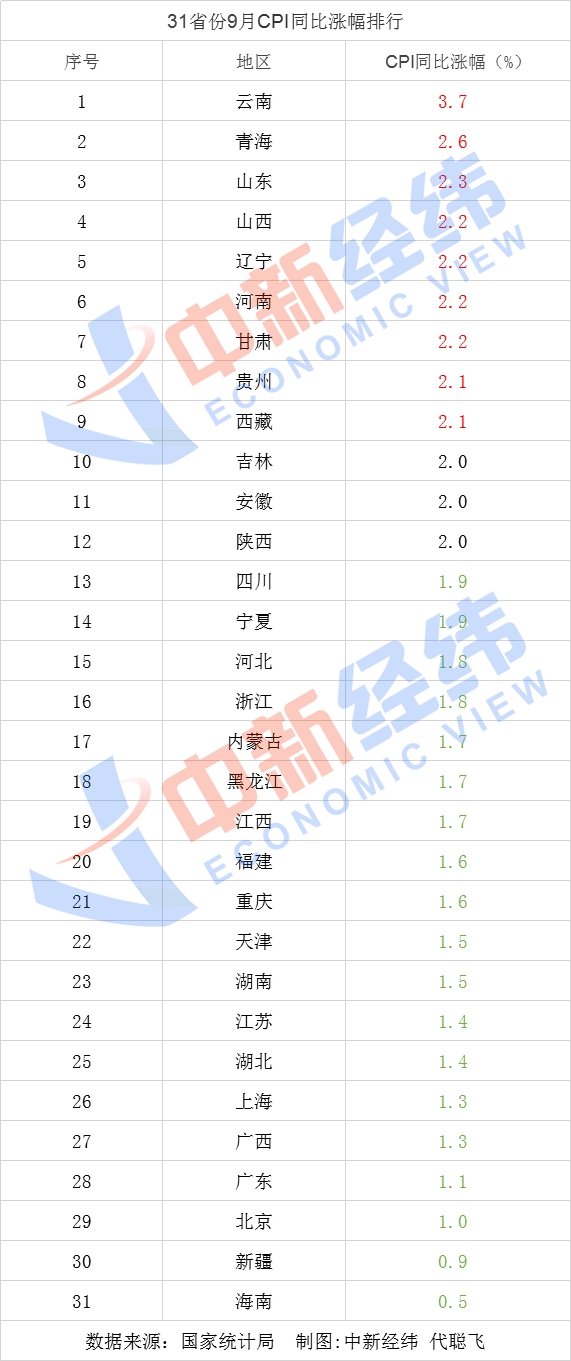 31省份9月CPI同比涨幅排行
序号 地区 CPI同比涨幅（%）
1 云南 3.7
2 青海 2.6
3 山东 2.3
4 山西 2.2
5 辽宁 2.2
6 河南 2.2
7 甘肃 2.2
8 贵州 2.1
9 西藏 2.1
10 吉林 2.0
11 安徽 2.0
12 陕西 2.0
13 四川 1.9
14 宁夏 1.9
15 河北 1.8
16 浙江 1.8
17 内蒙古 1.7
18 黑龙江 1.7
19 江西 1.7
20 福建 1.6
21 重庆 1.6
22 天津 1.5
23 湖南 1.5
24 江苏 1.4
25 湖北 1.4
26 上海 1.3
27 广西 1.3
28 广东 1.1
29 北京 1.0
30 新疆 0.9
31 海南 0.5
数据来源：国家统计局 制图:中新经纬 代聪飞
中新经纬
ECONOMIC VIEW
中新经纬
ECONOMIC VIEW